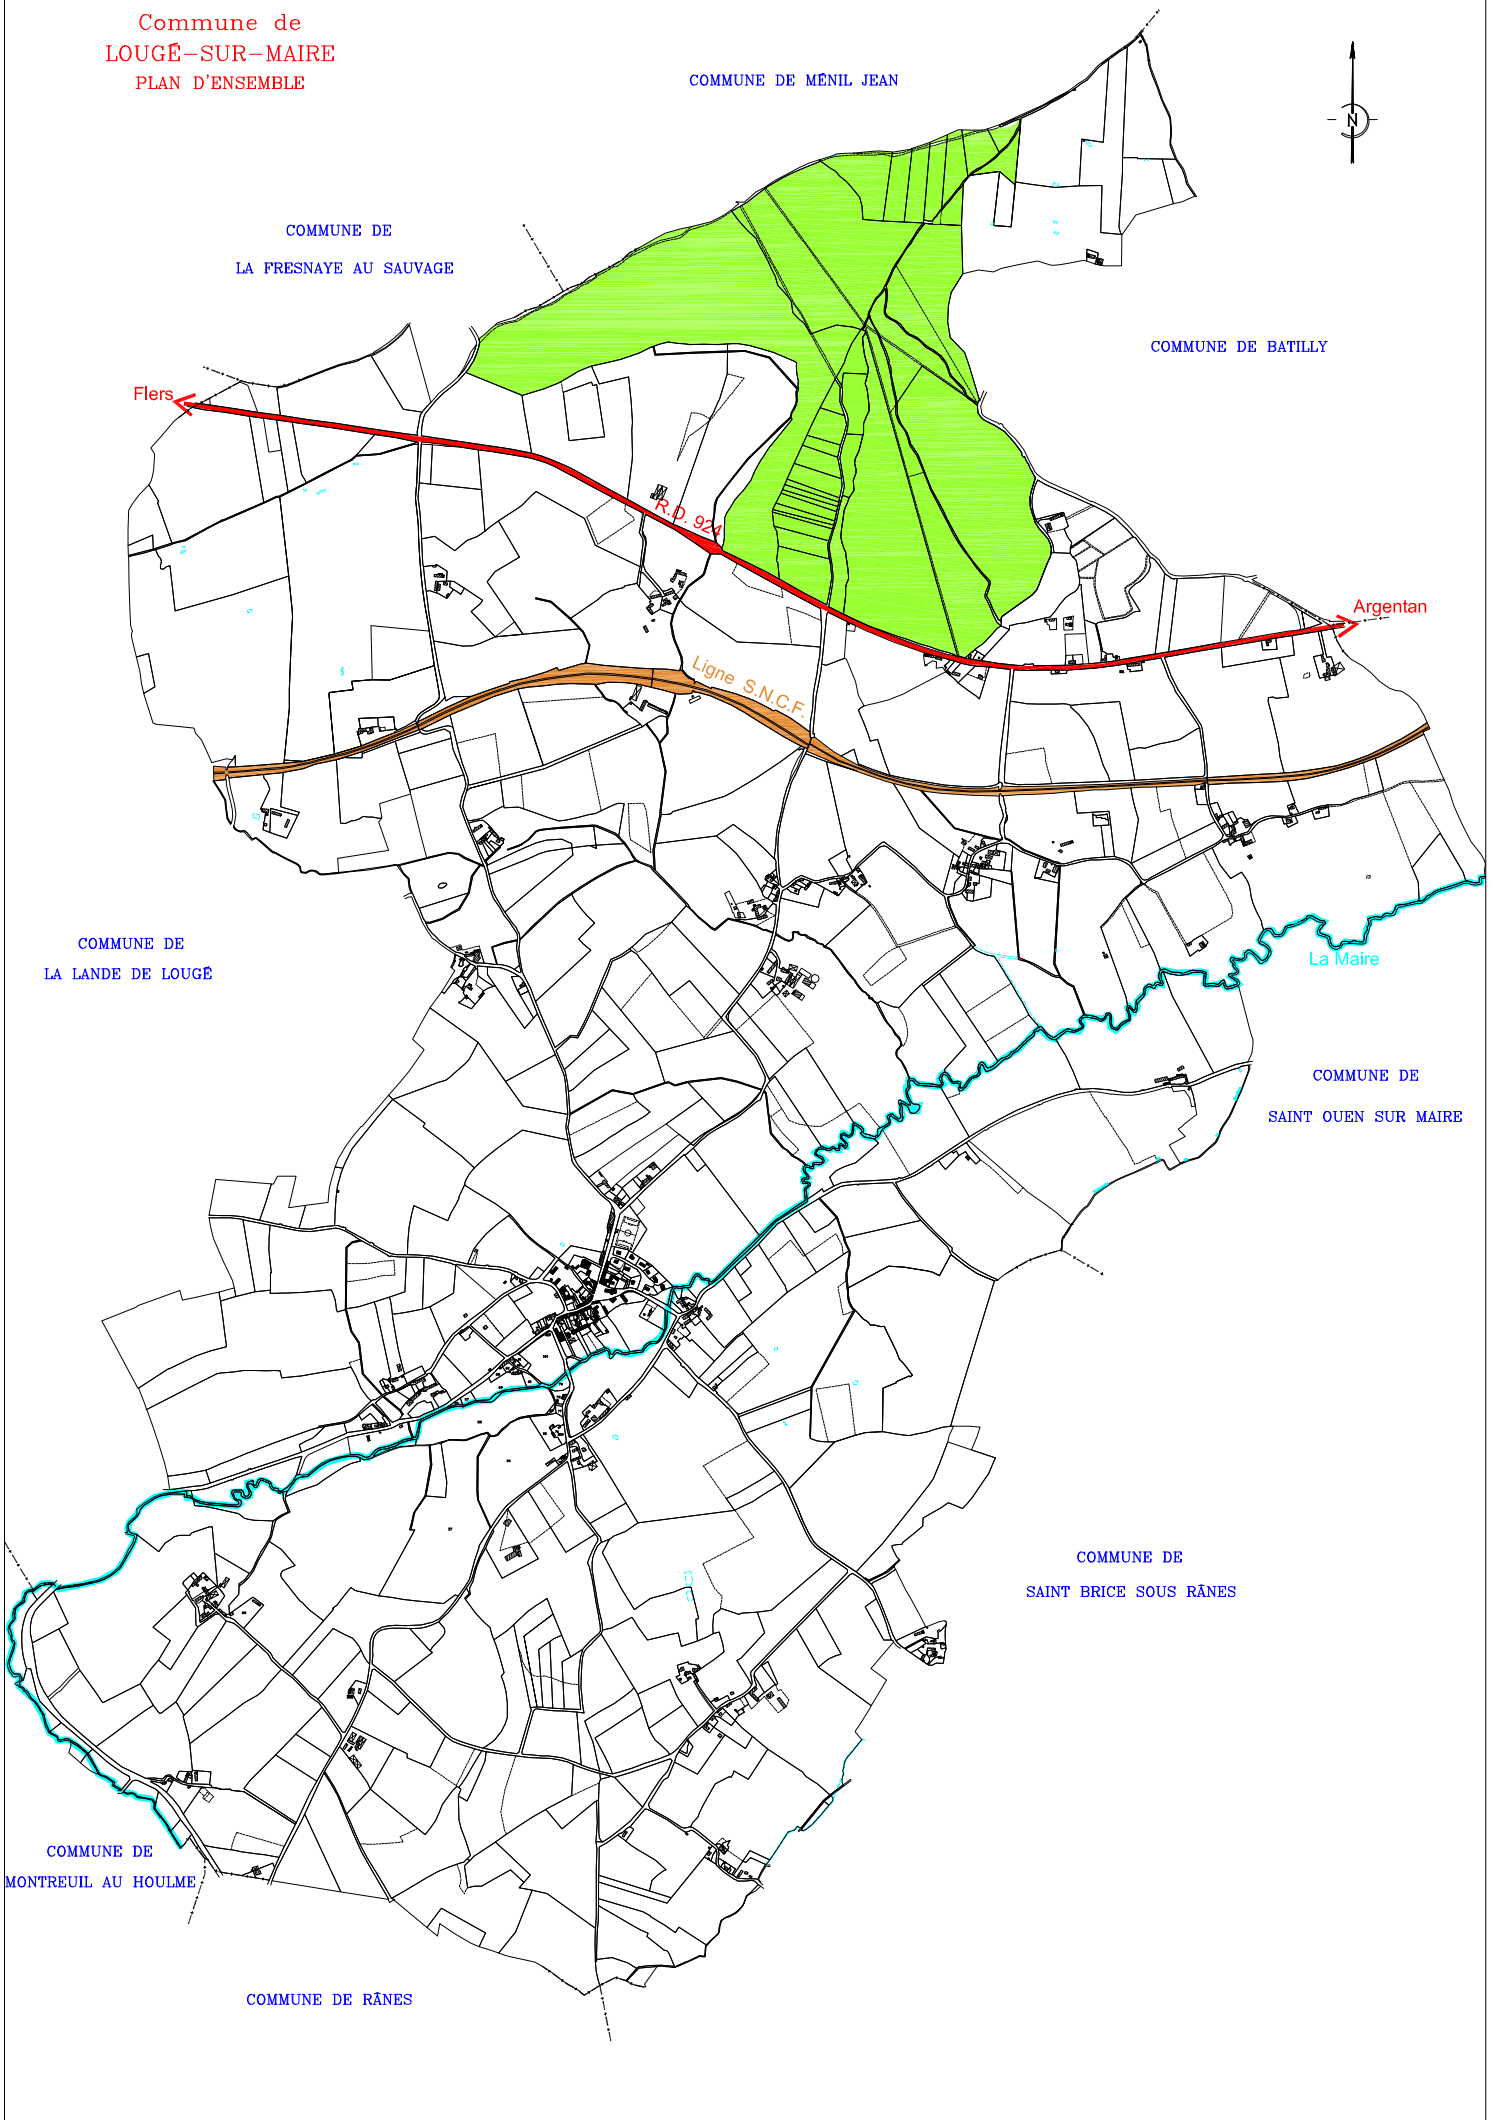 Commune de
LOUGÉ-SUR-MAIRE
PLAN D'ENSEMBLE
COMMUNE DE MÉNIL JEAN
N
COMMUNE DE
LA FRESNAYE AU SAUVAGE
COMMUNE DE BATILLY
Flers
R.D. 924
Argentan
Ligne S.N.C.F.
COMMUNE DE
LA LANDE DE LOUGÉ
La Maire
COMMUNE DE
SAINT OUEN SUR MAIRE
COMMUNE DE
SAINT BRICE SOUS RÂNES
COMMUNE DE
MONTREUIL AU HOULME
COMMUNE DE RÂNES